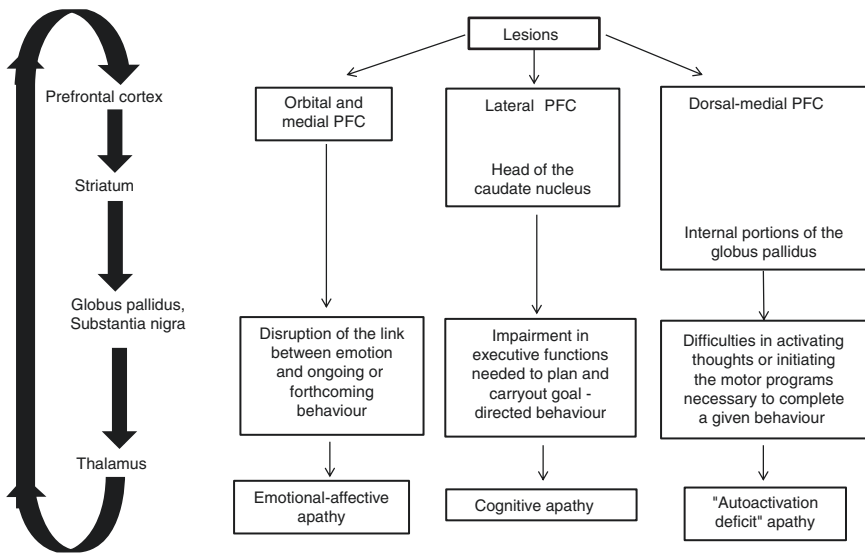 Prefrontal cortex
Striatum
Globus pallidus,
Substantia nigra
Thalamus
Lesions
Orbital and
medial PFC
Lateral PFC
Head of the
caudate nucleus
Dorsal-medial PFC
Internal portions of the
globus pallidus
Disruption of the link
between emotion
and ongoing or
forthcoming
behaviour
Impairment in
executive functions
needed to plan and
carryout goal -
directed behaviour
Difficulties in activating
thoughts or initiating
the motor programs
necessary to complete
a given behaviour
Emotional-affective
apathy
Cognitive apathy
"Autoactivation
deficit" apathy